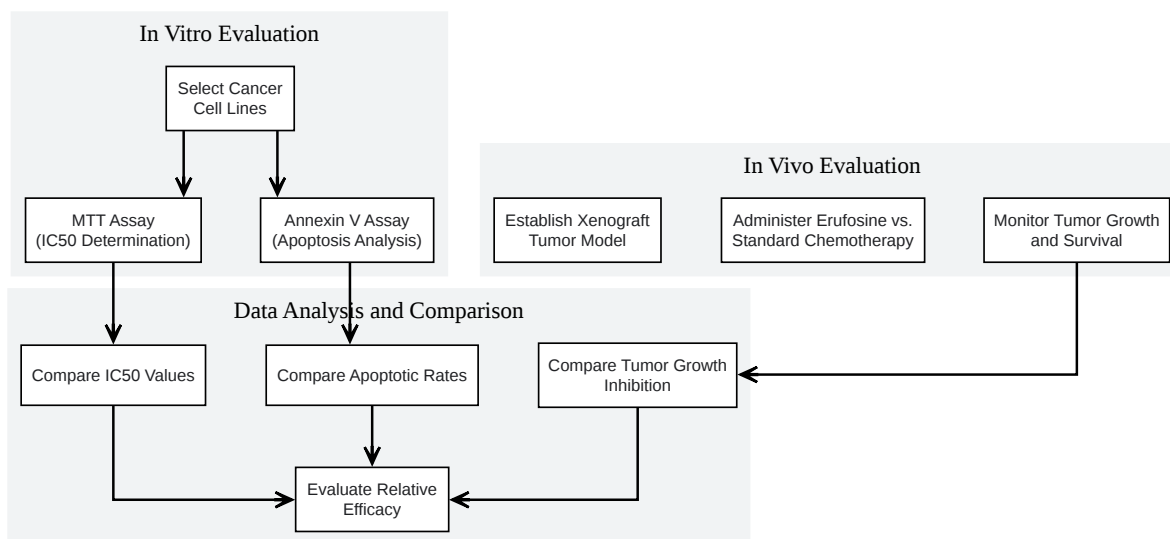 In Vitro Evaluation
Select Cancer
Cell Lines
MTT Assay
(IC50 Determination)
Annexin V Assay
(Apoptosis Analysis)
In Vivo Evaluation
Establish Xenograft
Tumor Model
Administer Erufosine vs.
Standard Chemotherapy
Monitor Tumor Growth
and Survival
Data Analysis and Comparison
Compare IC50 Values
Compare Apoptotic Rates
Compare Tumor Growth
Inhibition
Evaluate Relative
Efficacy